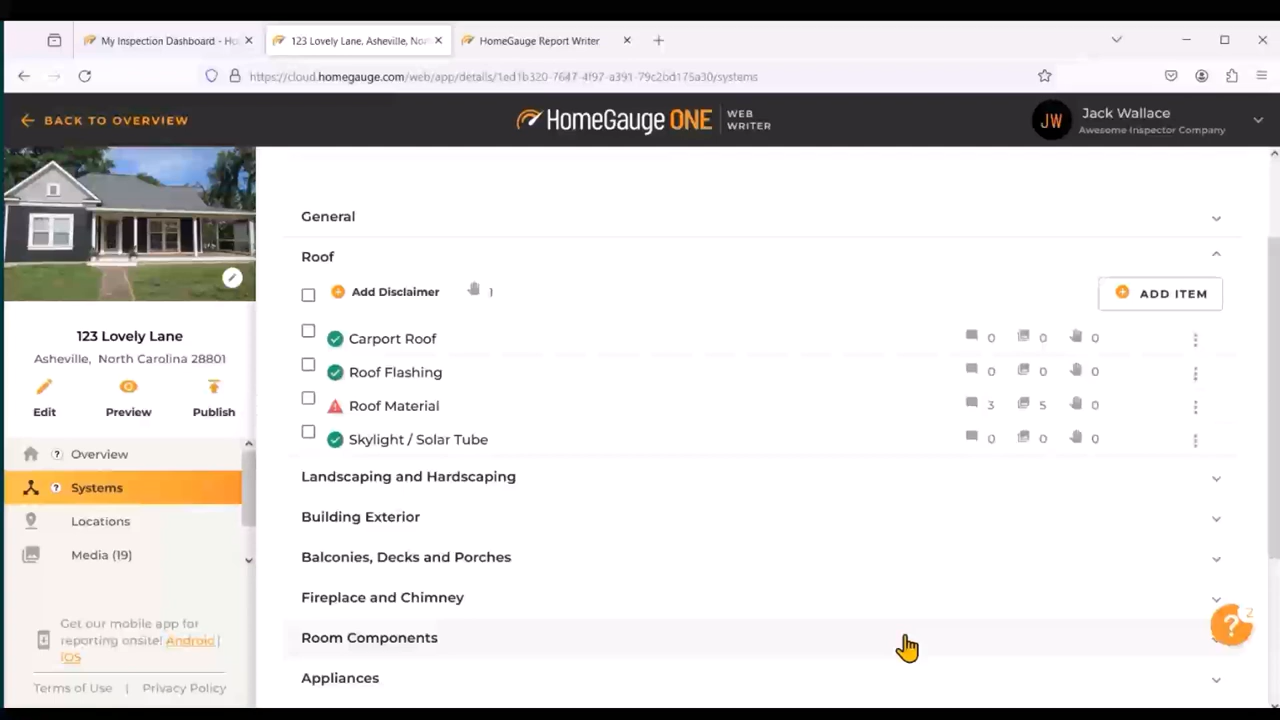 My Inspection Dashboard - Ho
123 Lovely Lane, Asheville, Nor
HomeGauge Report Writer
https://cloud.homegauge.com/web/app/details/1ed1b320-7647-4f97-a391-79c2bd175a30/systems
BACK TO OVERVIEW
HomeGauge ONE WEB WRITER
JW
Jack Wallace
Awesome Inspector Company
123 Lovely Lane
Asheville, North Carolina 28801
Edit Preview Publish
? Overview
? Systems
Locations
Media (19)
Get our mobile app for
reporting onsite! Android |
iOS
Terms of Use | Privacy Policy
General
Roof
Add Disclaimer 1
ADD ITEM
Carport Roof 0 0 0
Roof Flashing 0 0 0
Roof Material 3 5 0
Skylight / Solar Tube 0 0 0
Landscaping and Hardscaping
Building Exterior
Balconies, Decks and Porches
Fireplace and Chimney
Room Components
Appliances
? 2